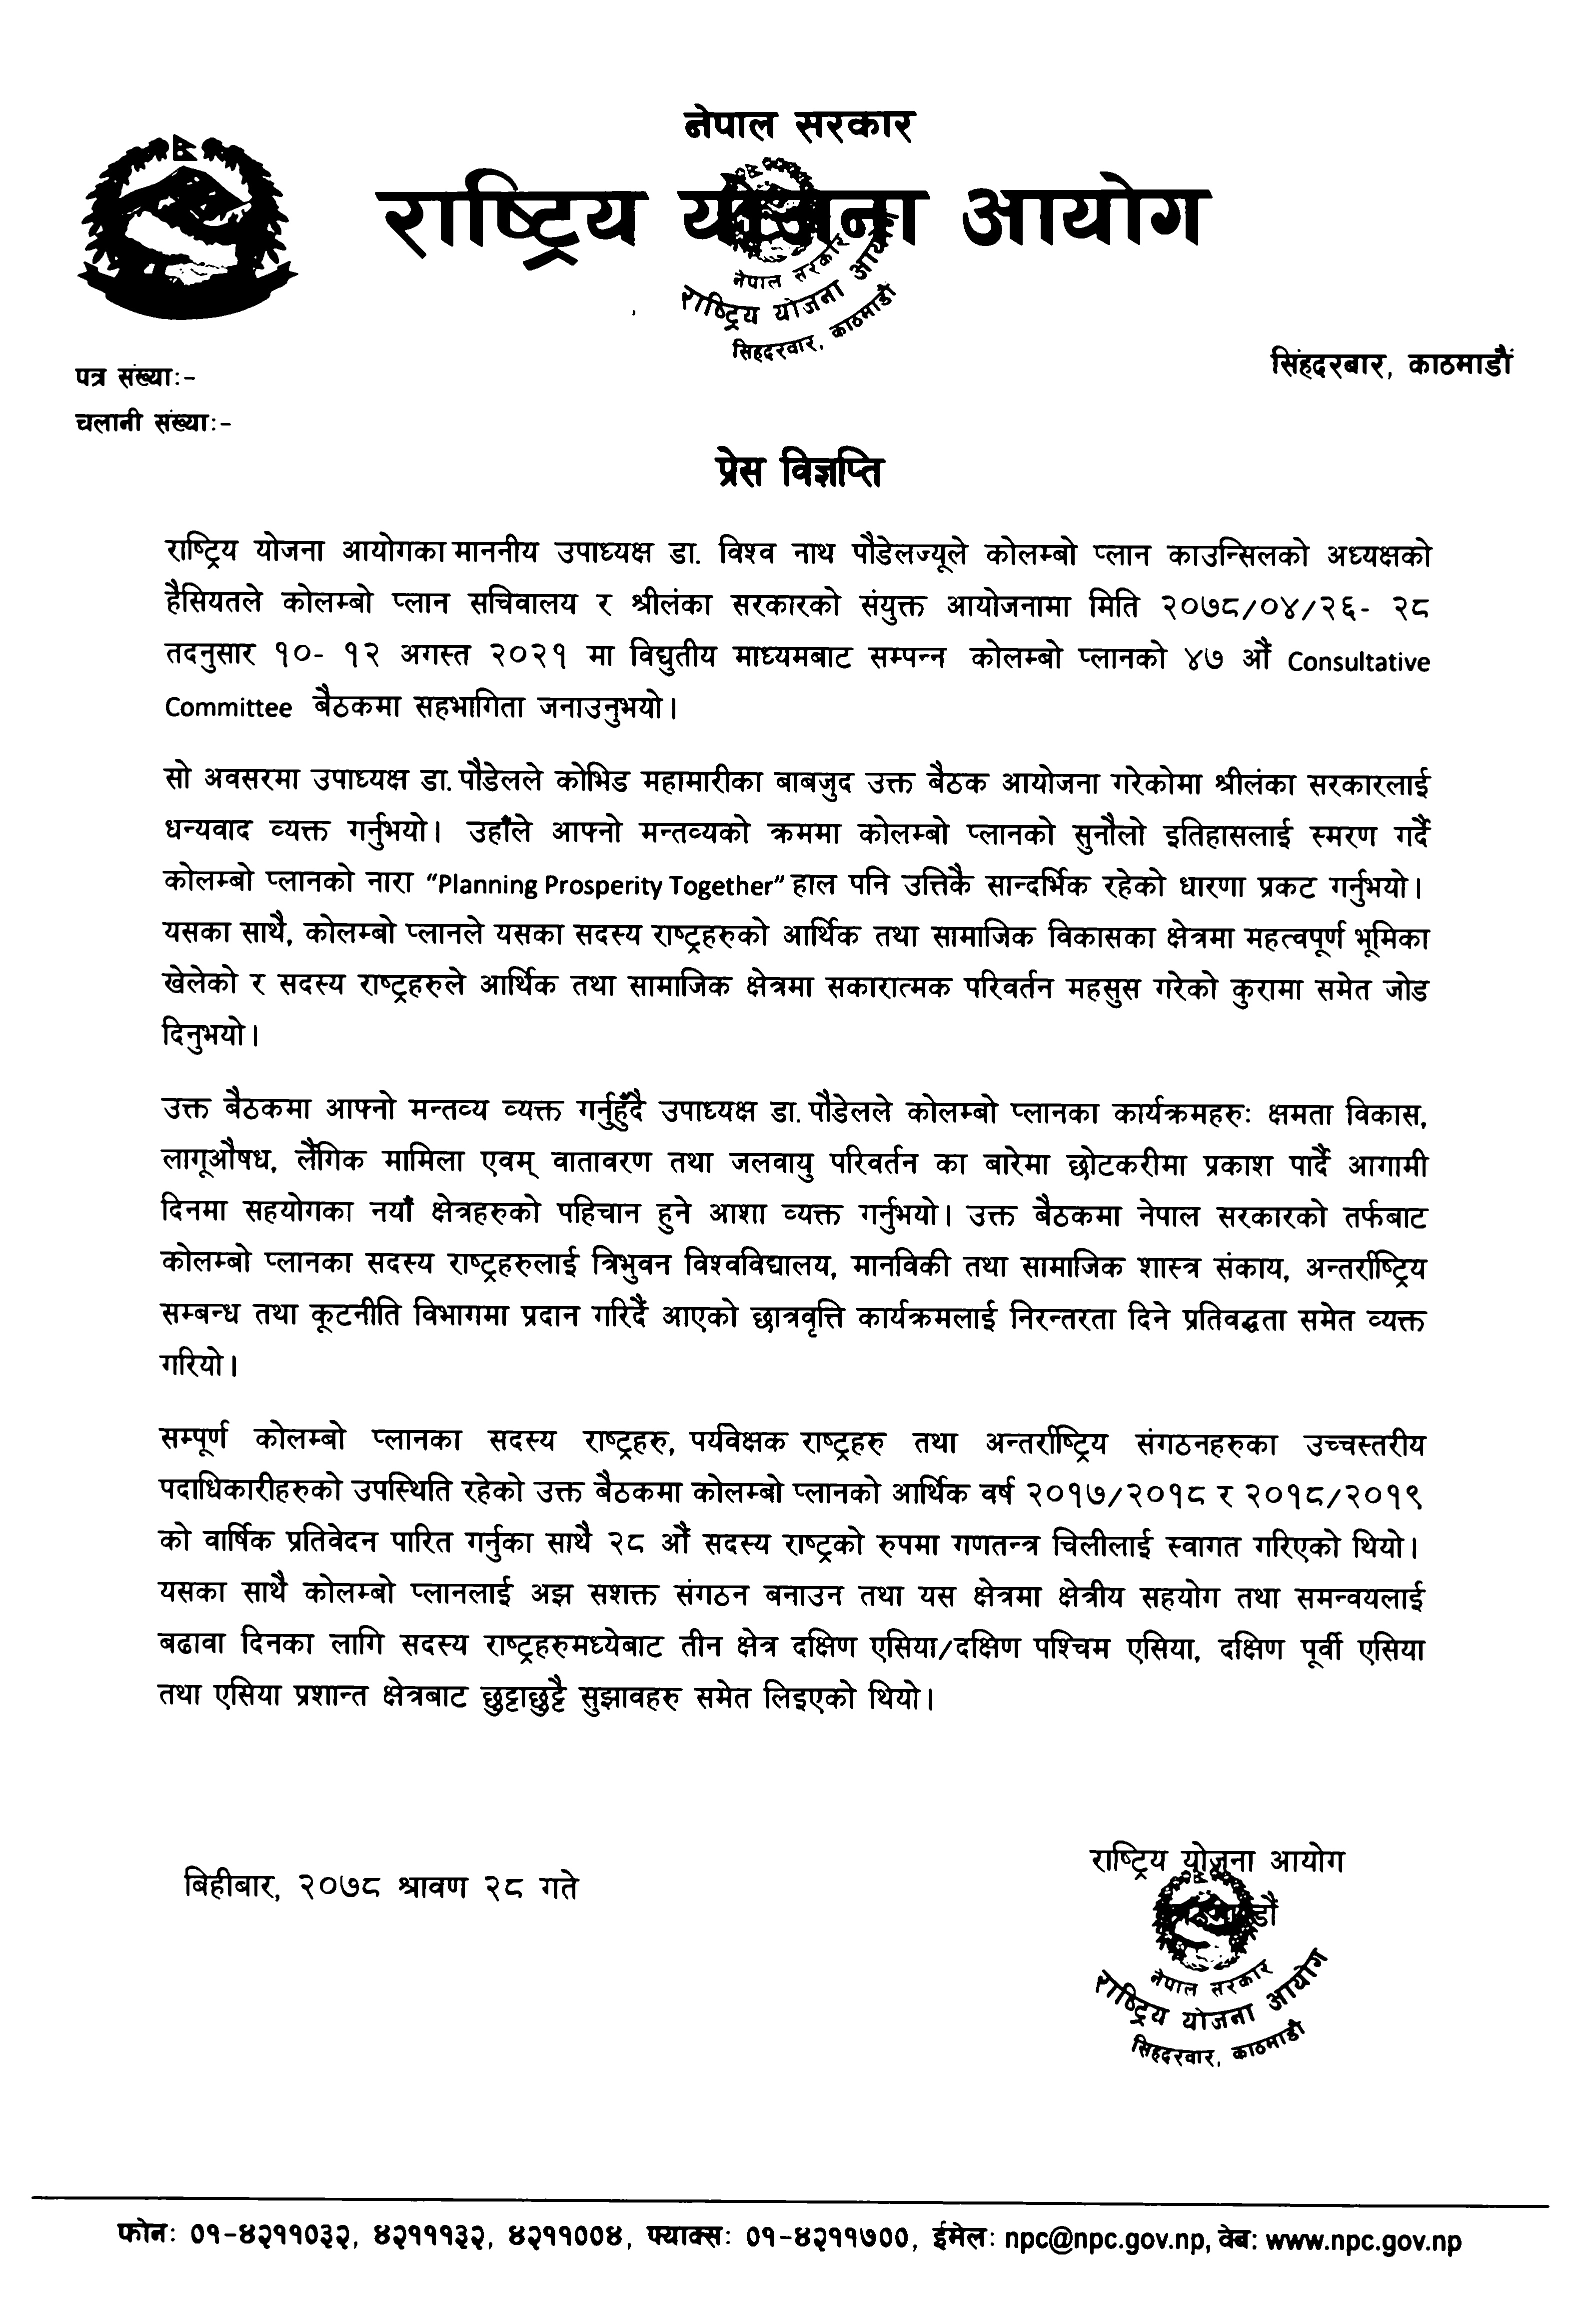 नेपाल सरकार
राष्ट्रिय योजना आयोग
नेपाल सरकार
राष्ट्रिय योजना आयोग
सिंहदरवार, काठमाडौं
सिंहदरबार, काठमाडौं
पत्र संख्याः-
चलानी संख्याः-
प्रेस विज्ञप्ति
राष्ट्रिय योजना आयोगका माननीय उपाध्यक्ष डा. विश्व नाथ पौडेलज्यूले कोलम्बो प्लान काउन्सिलको अध्यक्षको
हैसियतले कोलम्बो प्लान सचिवालय र श्रीलंका सरकारको संयुक्त आयोजनामा मिति २०७८/०४/२६- २८
तदनुसार १०- १२ अगस्त २०२१ मा विद्युतीय माध्यमबाट सम्पन्न कोलम्बो प्लानको ४७ औं Consultative
Committee बैठकमा सहभागिता जनाउनुभयो।
सो अवसरमा उपाध्यक्ष डा. पौडेलले कोभिड महामारीका बाबजुद उक्त बैठक आयोजना गरेकोमा श्रीलंका सरकारलाई
धन्यवाद व्यक्त गर्नुभयो। उहाँले आफ्नो मन्तव्यको क्रममा कोलम्बो प्लानको सुनौलो इतिहासलाई स्मरण गर्दै
कोलम्बो प्लानको नारा “Planning Prosperity Together” हाल पनि उत्तिकै सान्दर्भिक रहेको धारणा प्रकट गर्नुभयो।
यसका साथै, कोलम्बो प्लानले यसका सदस्य राष्ट्रहरुको आर्थिक तथा सामाजिक विकासका क्षेत्रमा महत्वपूर्ण भूमिका
खेलेको र सदस्य राष्ट्रहरुले आर्थिक तथा सामाजिक क्षेत्रमा सकारात्मक परिवर्तन महसुस गरेको कुरामा समेत जोड
दिनुभयो।
उक्त बैठकमा आफ्नो मन्तव्य व्यक्त गर्नुहुँदै उपाध्यक्ष डा. पौडेलले कोलम्बो प्लानका कार्यक्रमहरुः क्षमता विकास,
लागूऔषध, लैंगिक मामिला एवम् वातावरण तथा जलवायु परिवर्तन का बारेमा छोटकरीमा प्रकाश पार्दै आगामी
दिनमा सहयोगका नयाँ क्षेत्रहरुको पहिचान हुने आशा व्यक्त गर्नुभयो। उक्त बैठकमा नेपाल सरकारको तर्फबाट
कोलम्बो प्लानका सदस्य राष्ट्रहरुलाई त्रिभुवन विश्वविद्यालय, मानविकी तथा सामाजिक शास्त्र संकाय, अन्तर्राष्ट्रिय
सम्बन्ध तथा कूटनीति विभागमा प्रदान गरिदैं आएको छात्रवृत्ति कार्यक्रमलाई निरन्तरता दिने प्रतिवद्धता समेत व्यक्त
गरियो।
सम्पूर्ण कोलम्बो प्लानका सदस्य राष्ट्रहरु, पर्यवेक्षक राष्ट्रहरु तथा अन्तर्राष्ट्रिय संगठनहरुका उच्चस्तरीय
पदाधिकारीहरुको उपस्थिति रहेको उक्त बैठकमा कोलम्बो प्लानको आर्थिक वर्ष २०१७/२०१८ र २०१८/२०१९
को वार्षिक प्रतिवेदन पारित गर्नुका साथै २८ औं सदस्य राष्ट्रको रुपमा गणतन्त्र चिलीलाई स्वागत गरिएको थियो।
यसका साथै कोलम्बो प्लानलाई अझ सशक्त संगठन बनाउन तथा यस क्षेत्रमा क्षेत्रीय सहयोग तथा समन्वयलाई
बढावा दिनका लागि सदस्य राष्ट्रहरुमध्येबाट तीन क्षेत्र दक्षिण एसिया/दक्षिण पश्चिम एसिया, दक्षिण पूर्वी एसिया
तथा एसिया प्रशान्त क्षेत्रबाट छुट्टाछुट्टै सुझावहरु समेत लिइएको थियो।
बिहीबार, २०७८ श्रावण २८ गते
राष्ट्रिय योजना आयोग
नेपाल सरकार
राष्ट्रिय योजना आयोग
सिंहदरवार, काठमाडौं
फोनः ०१-४२११०३२, ४२१११३२, ४२११००४, फ्याक्सः ०१-४२११७००, ईमेलः npc@npc.gov.np, वेबः www.npc.gov.np